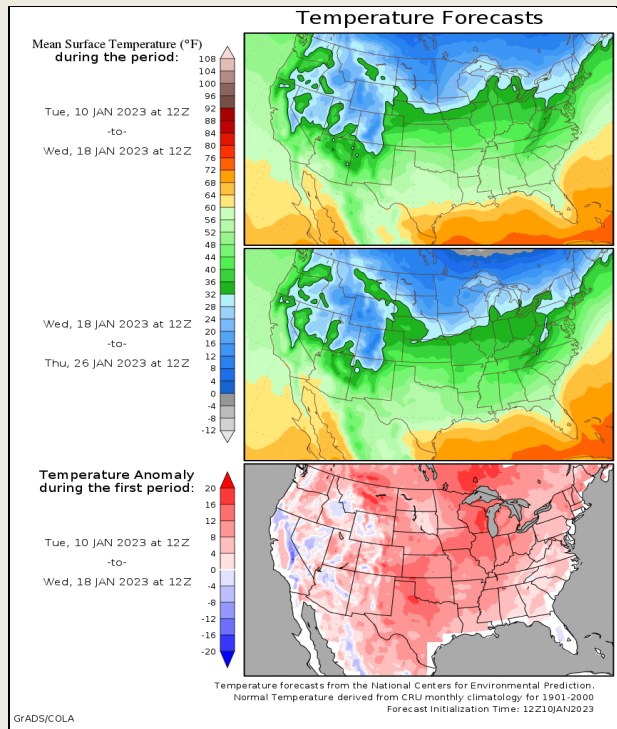 Temperature Forecasts
Mean Surface Temperature (°F)
during the period:
Tue, 10 JAN 2023 at 12Z
-to-
Wed, 18 JAN 2023 at 12Z
108
104
100
96
92
88
84
80
76
72
68
64
60
56
52
48
44
40
36
32
28
24
20
16
12
8
4
0
-4
-8
-12
Wed, 18 JAN 2023 at 12Z
-to-
Thu, 26 JAN 2023 at 12Z
Temperature Anomaly
during the first period:
Tue, 10 JAN 2023 at 12Z
-to-
Wed, 18 JAN 2023 at 12Z
20
16
12
8
4
0
-4
-8
-12
-16
-20
Temperature forecasts from the National Centers for Environmental Prediction.
Normal Temperature derived from CRU monthly climatology for 1901-2000
Forecast Initialization Time: 12Z10JAN2023
GrADS/COLA